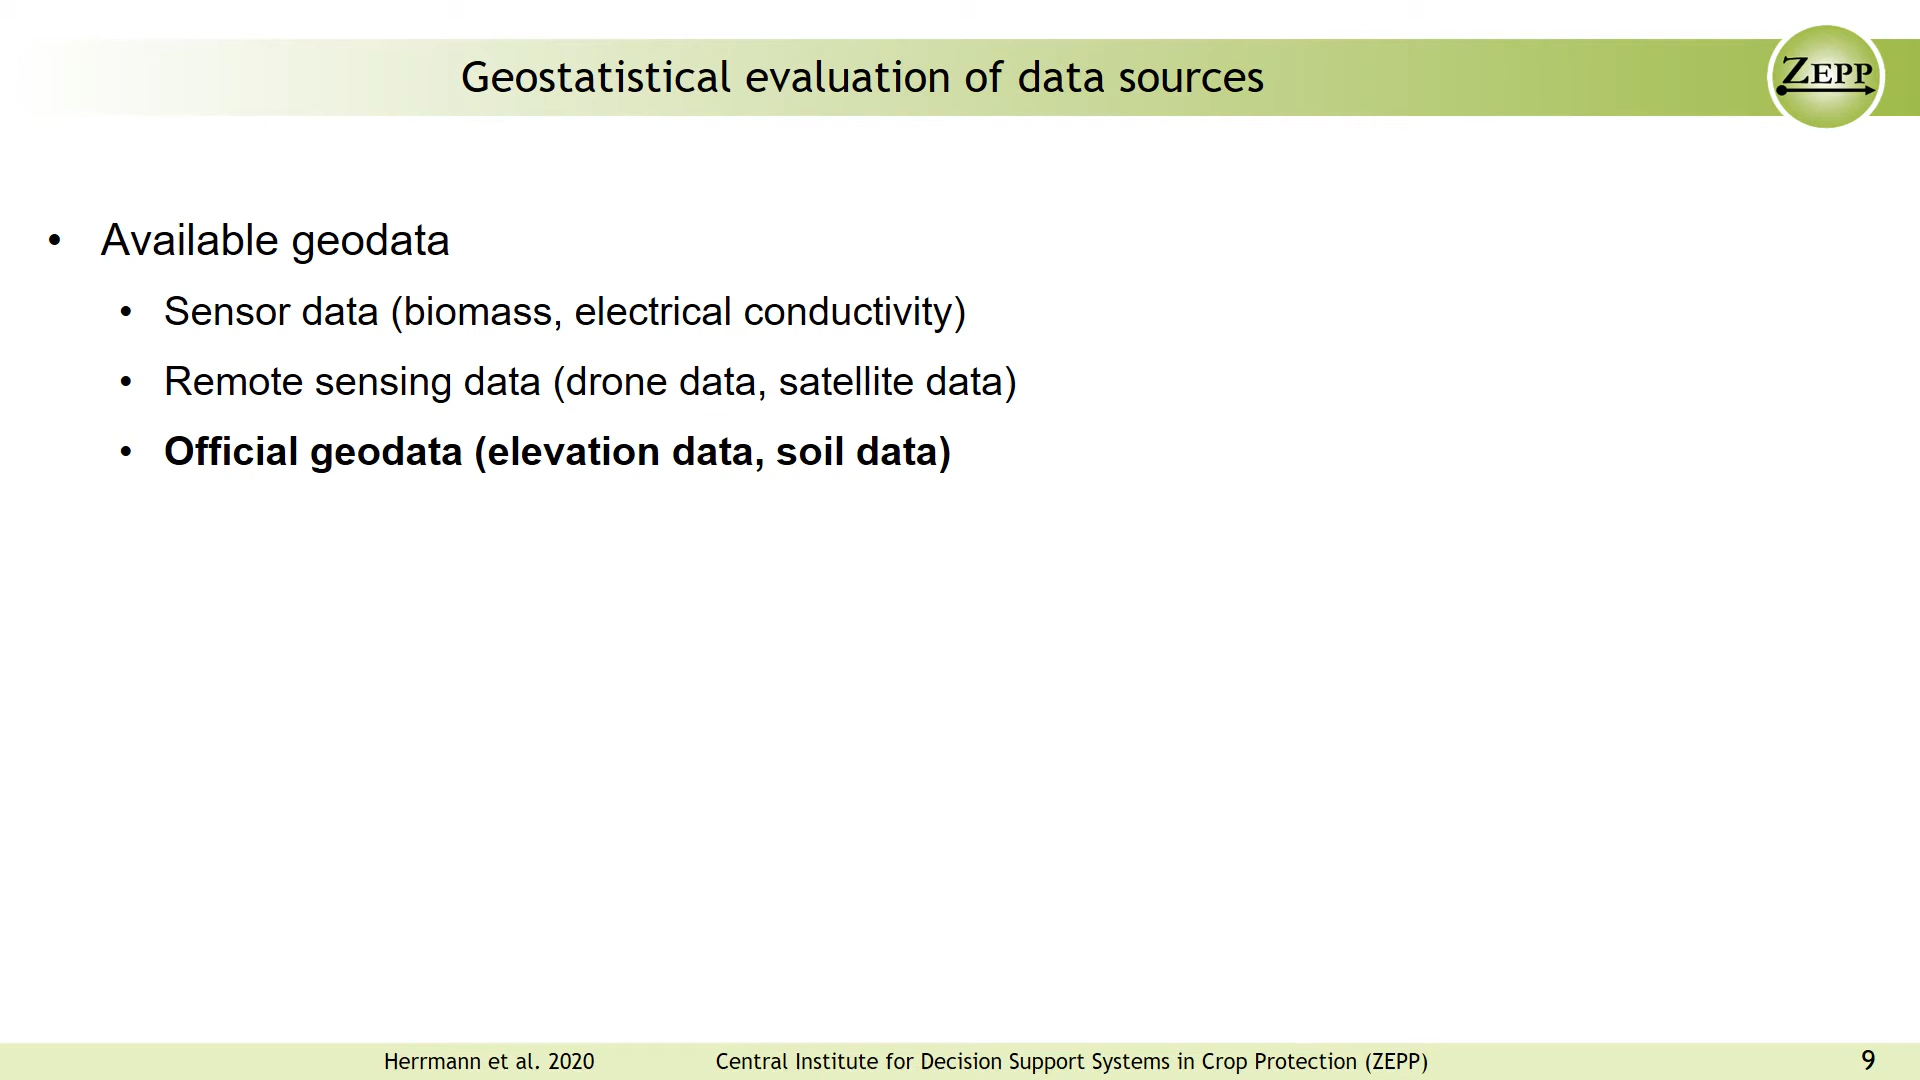 Geostatistical evaluation of data sources
ZEPP
• Available geodata
• Sensor data (biomass, electrical conductivity)
• Remote sensing data (drone data, satellite data)
• Official geodata (elevation data, soil data)
Herrmann et al. 2020 Central Institute for Decision Support Systems in Crop Protection (ZEPP) 9